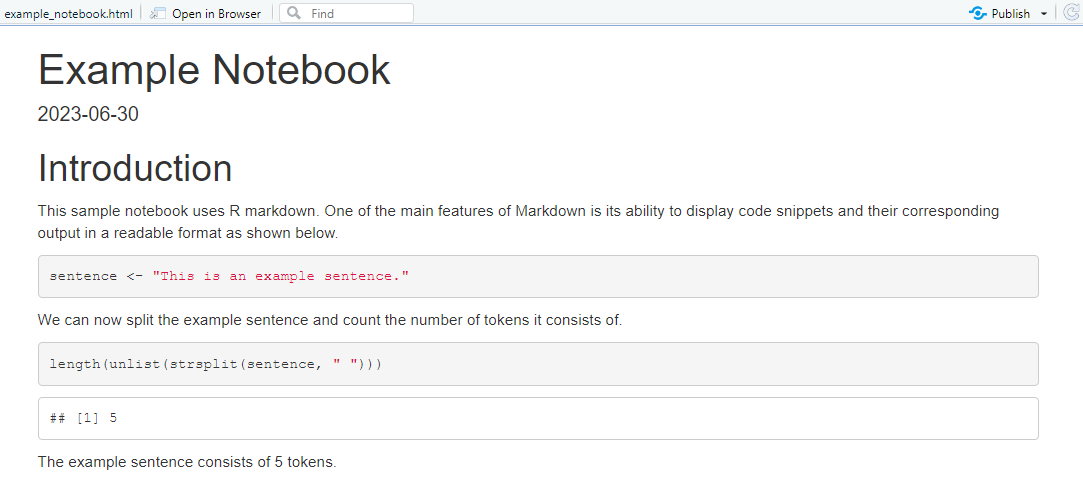 example_notebook.html Open in Browser Find Publish
Example Notebook
2023-06-30
Introduction
This sample notebook uses R markdown. One of the main features of Markdown is its ability to display code snippets and their corresponding
output in a readable format as shown below.
sentence <- "This is an example sentence."
We can now split the example sentence and count the number of tokens it consists of.
length(unlist(strsplit(sentence, " ")))
## [1] 5
The example sentence consists of 5 tokens.